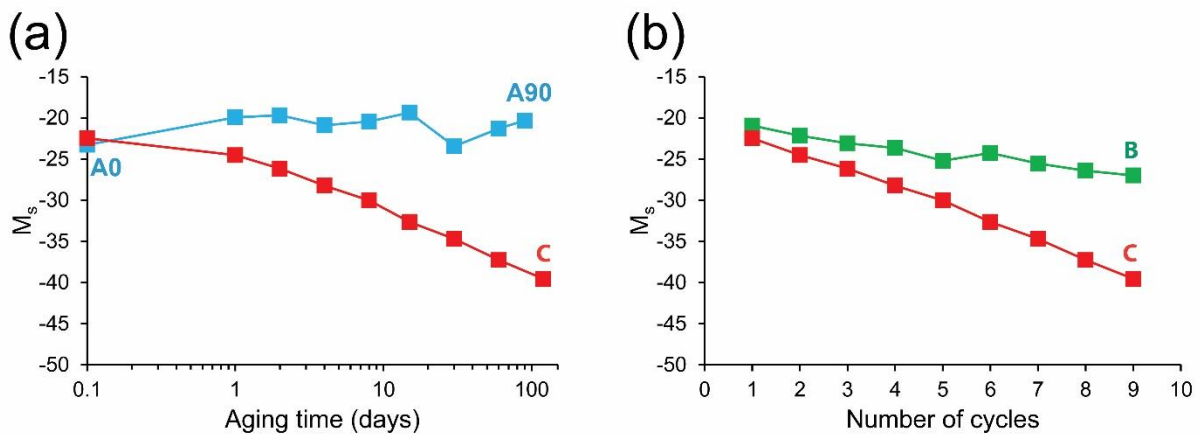 (a)
-15
-20
-25
-30
-35
-40
-45
-50
Ms
A90
A0
C
0.1
1
10
100
Aging time (days)
(b)
-15
-20
-25
-30
-35
-40
-45
-50
Ms
B
C
0 1 2 3 4 5 6 7 8 9 10
Number of cycles